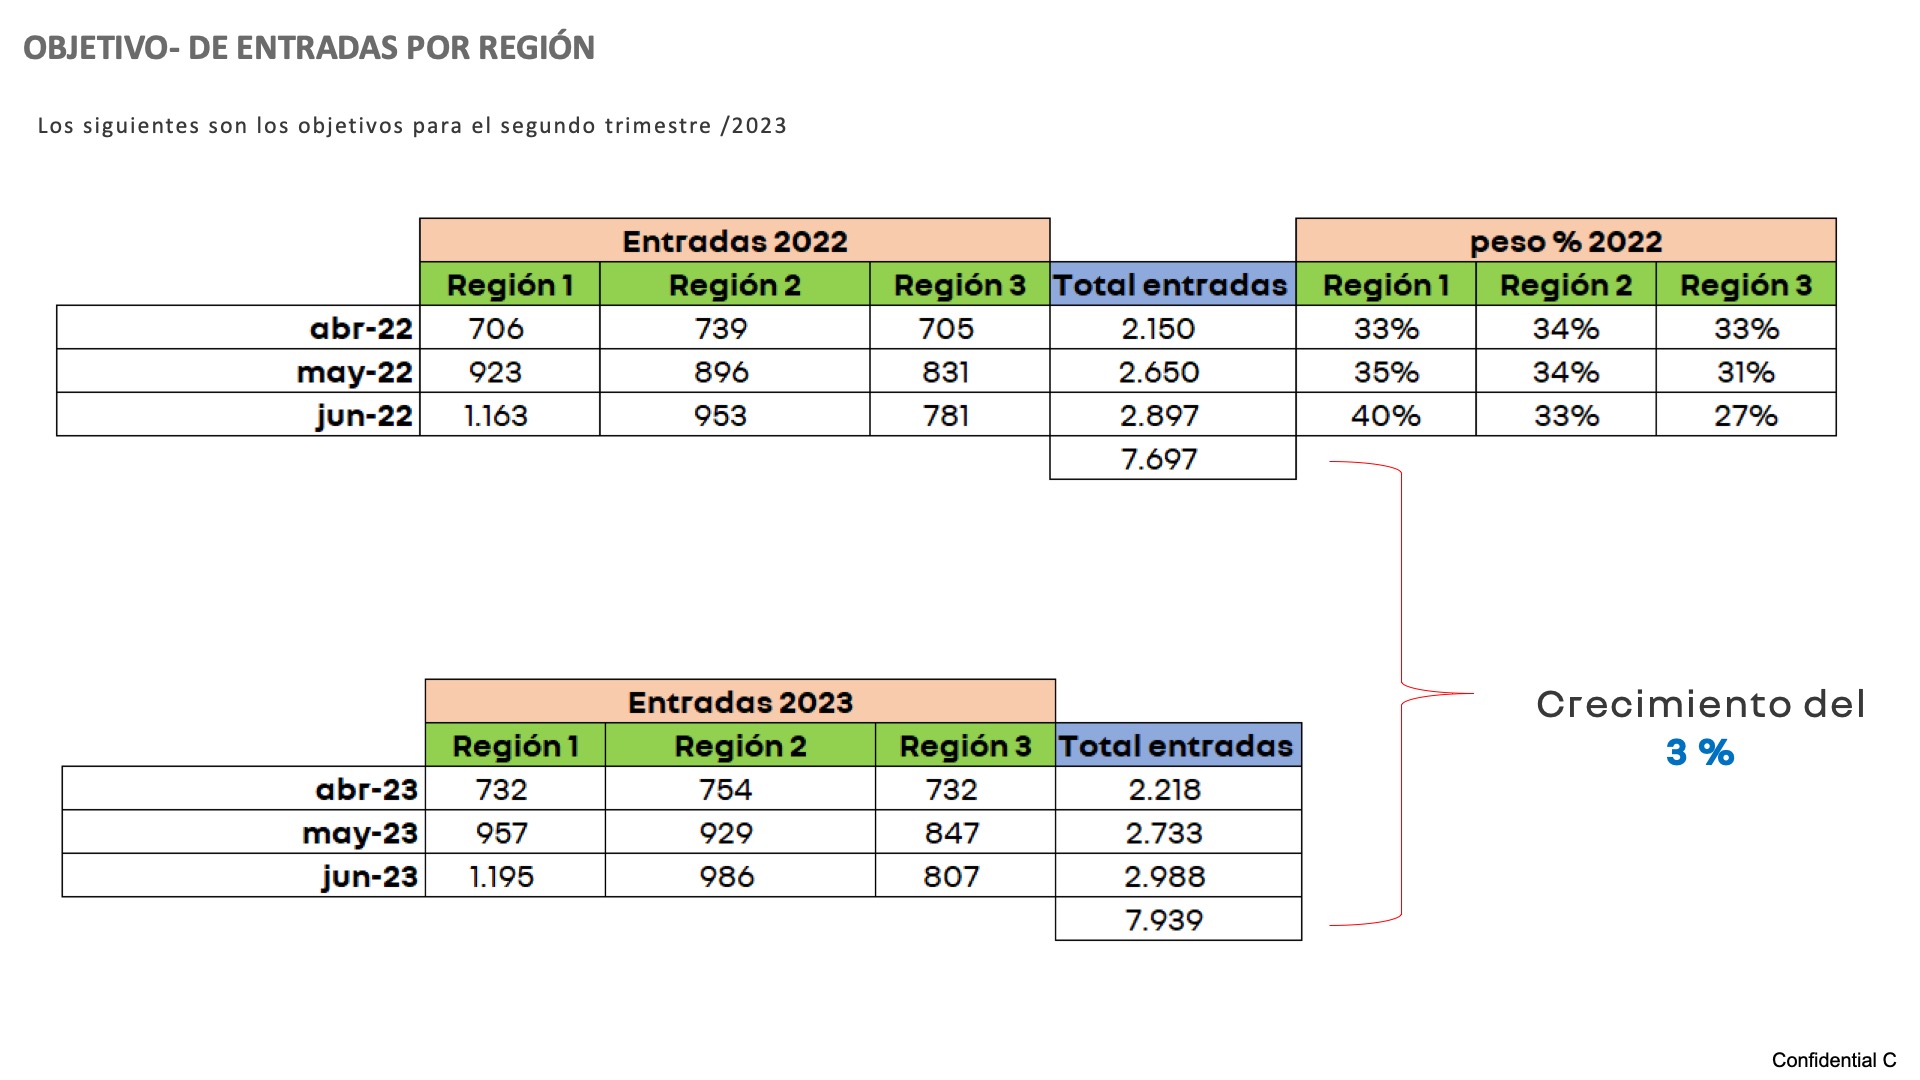 OBJETIVO- DE ENTRADAS POR REGIÓN
Los siguientes son los objetivos para el segundo trimestre /2023
Entradas 2022 peso % 2022
Región 1 Región 2 Región 3 Total entradas Región 1 Región 2 Región 3
abr-22 706 739 705 2.150 33% 34% 33%
may-22 923 896 831 2.650 35% 34% 31%
jun-22 1.163 953 781 2.897 40% 33% 27%
7.697
Entradas 2023
Región 1 Región 2 Región 3 Total entradas
abr-23 732 754 732 2.218
may-23 957 929 847 2.733
jun-23 1.195 986 807 2.988
7.939
Crecimiento del
3 %
Confidential C